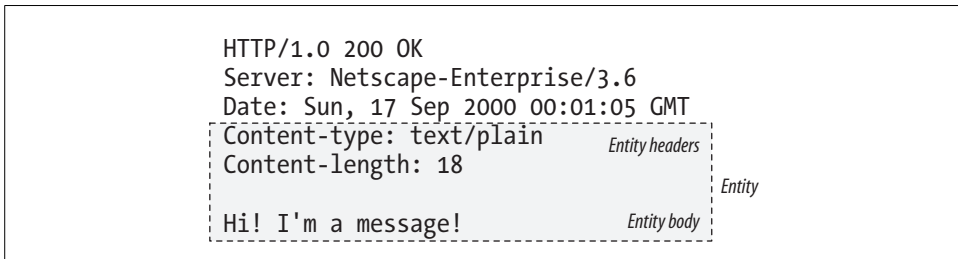 HTTP/1.0 200 OK
Server: Netscape-Enterprise/3.6
Date: Sun, 17 Sep 2000 00:01:05 GMT
Content-type: text/plain
Entity headers
Content-length: 18
Entity
Hi! I'm a message!
Entity body